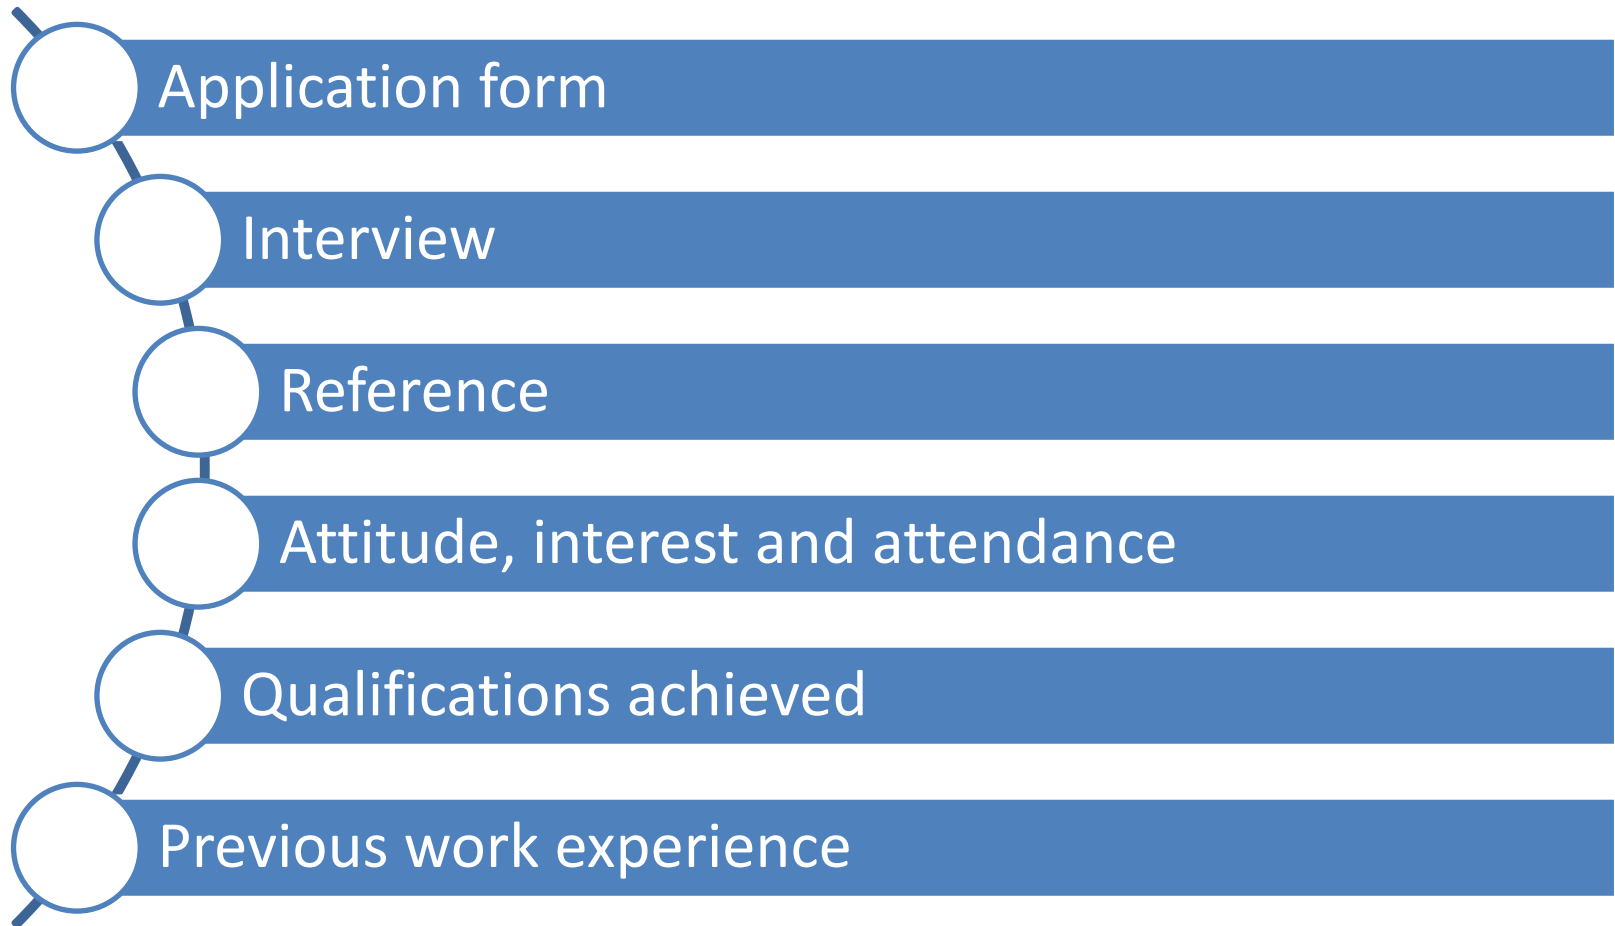 Application form
Interview
Reference
Attitude, interest and attendance
Qualifications achieved
Previous work experience